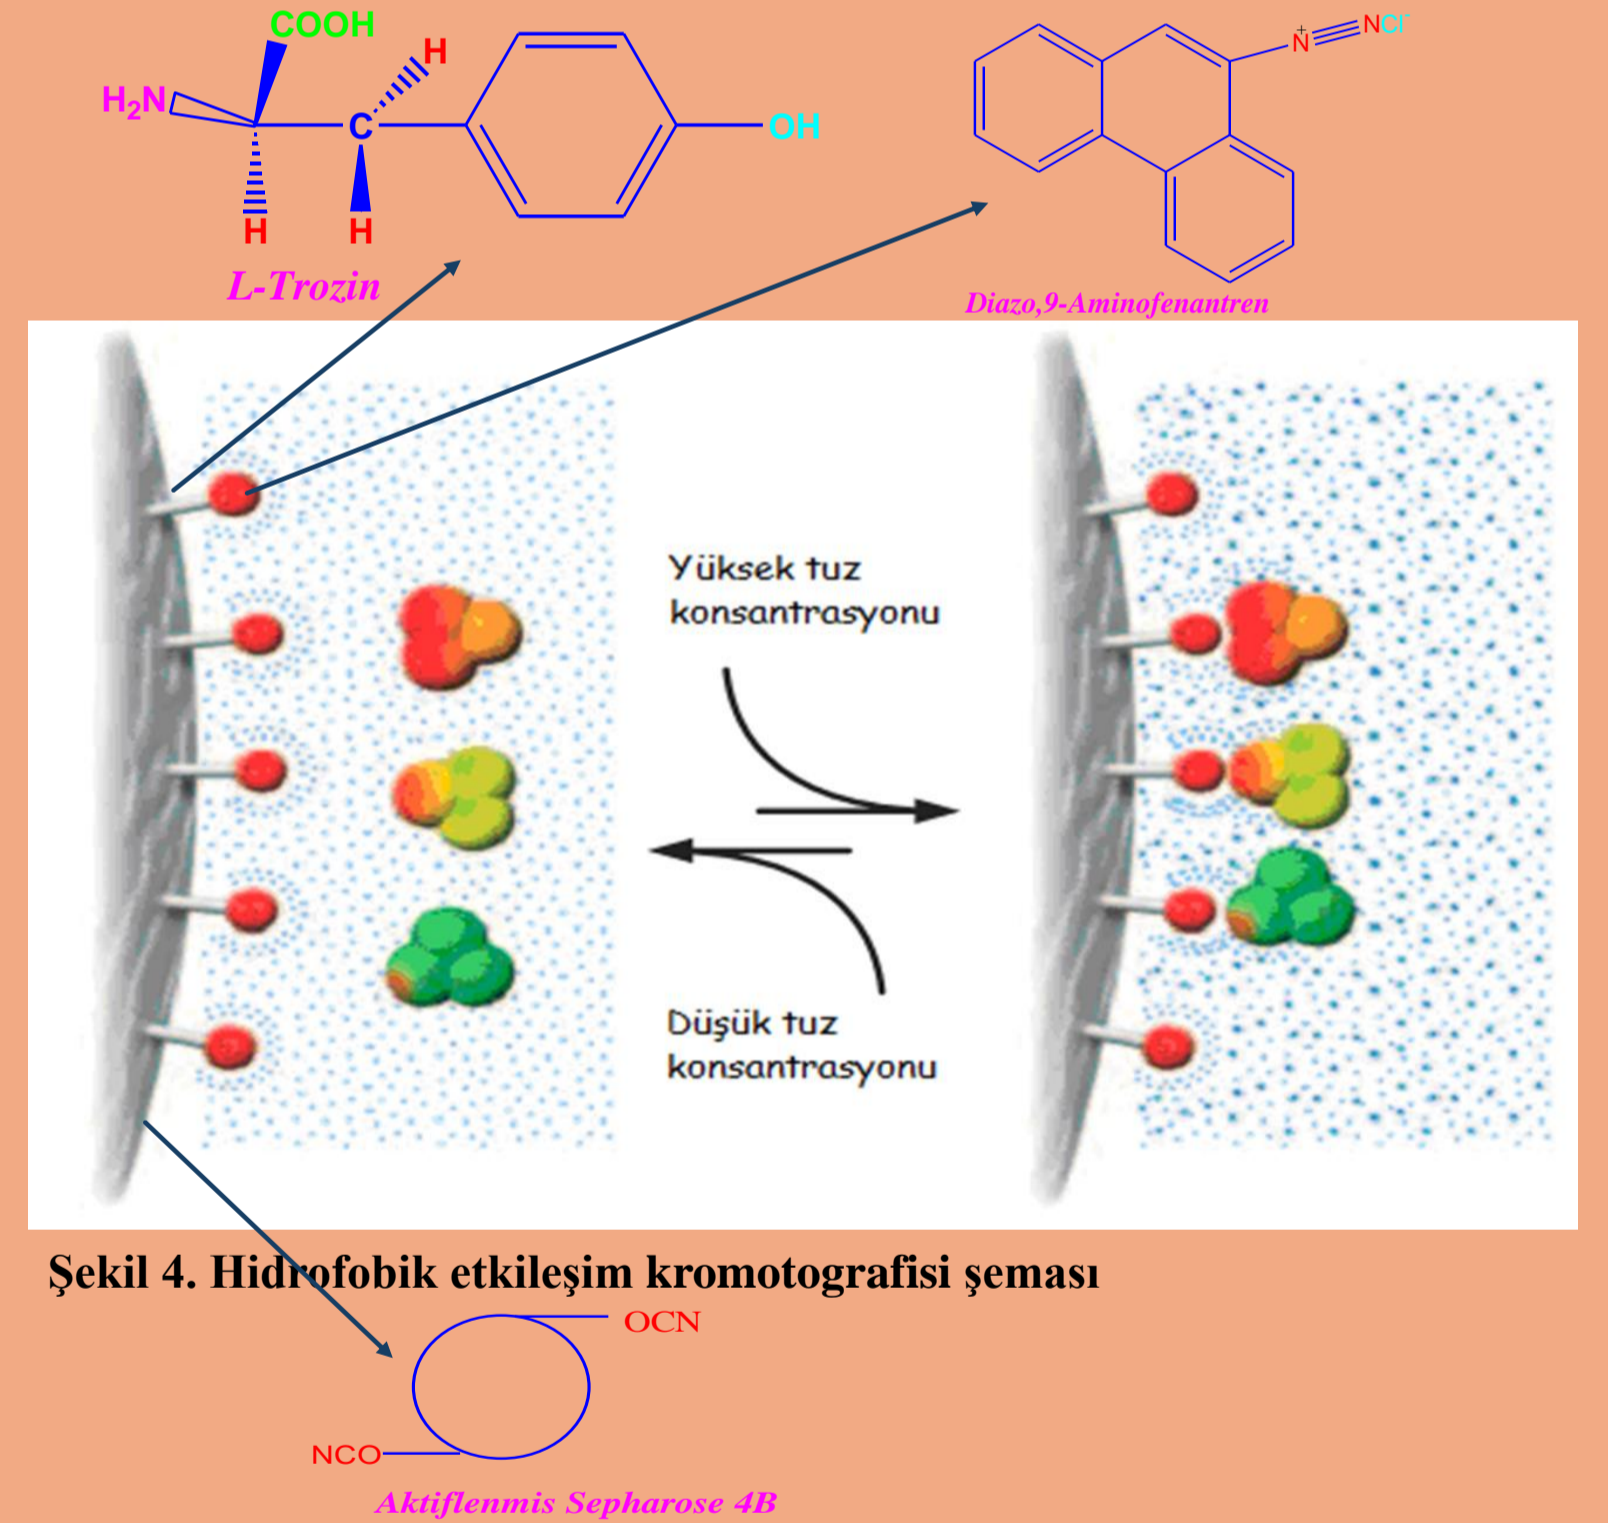 COOH
H
H₂N
C
OH
H
H
L-Trozin
N⁺
NCl⁻
Diazo,9-Aminofenantren
Yüksek tuz
konsantrasyonu
Düşük tuz
konsantrasyonu
Şekil 4. Hidrofobik etkileşim kromotografisi şeması
OCN
NCO
Aktiflenmis Sepharose 4B